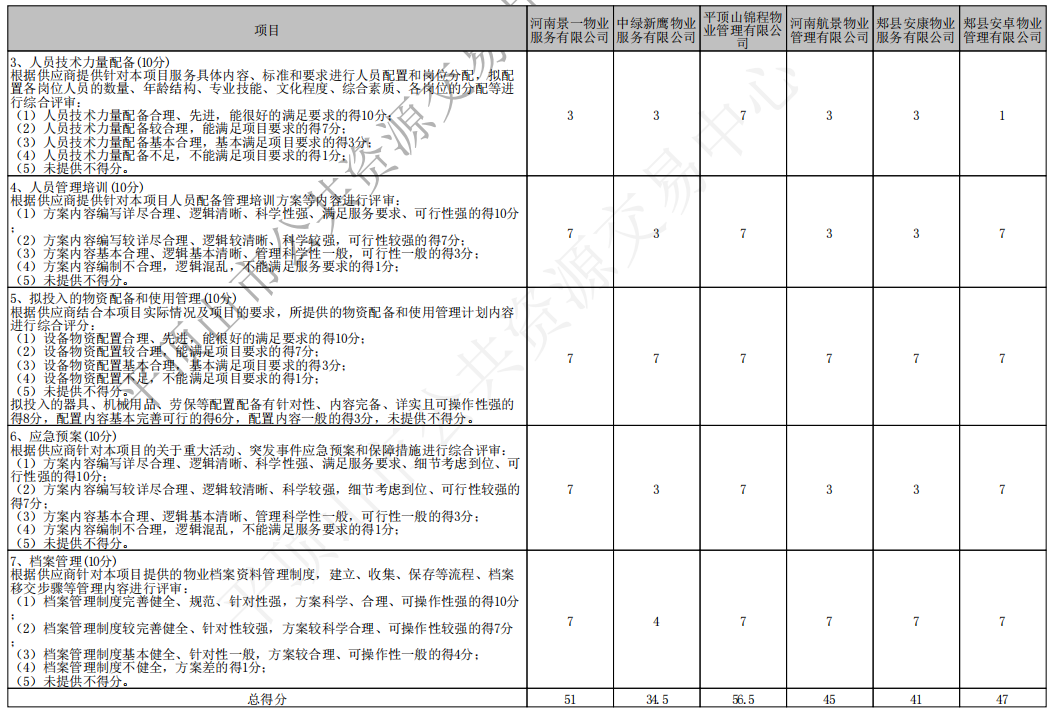 项目
河南景一物业服务有限公司
中绿新鹰物业服务有限公司
平顶山锦程物业管理有限公司
河南航景物业管理有限公司
郏县安康物业服务有限公司
郏县安卓物业管理有限公司
3、人员技术力量配备(10分)
根据供应商提供针对本项目服务具体内容、标准和要求进行人员配置和岗位分配，拟配
置各岗位人员的数量、年龄结构、专业技能、文化程度、综合素质、各岗位的分配等进
行综合评审：
（1）人员技术力量配备合理、先进，能很好的满足要求的得10分；
（2）人员技术力量配备较合理，能满足项目要求的得7分；
（3）人员技术力量配备基本合理，基本满足项目要求的得3分；
（4）人员技术力量配备不足，不能满足项目要求的得1分；
（5）未提供不得分。
3 3 7 3 3 1
4、人员管理培训(10分)
根据供应商提供针对本项目人员配备管理培训方案等内容进行评审：
（1）方案内容编写详尽合理、逻辑清晰、科学性强、满足服务要求、可行性强的得10分
；
（2）方案内容编写较详尽合理、逻辑较清晰、科学较强，可行性较强的得7分；
（3）方案内容基本合理、逻辑基本清晰、管理科学性一般，可行性一般的得3分；
（4）方案内容编制不合理，逻辑混乱，不能满足服务要求的得1分；
（5）未提供不得分。
7 3 7 3 3 7
5、拟投入的物资配备和使用管理(10分)
根据供应商结合本项目实际情况及项目的要求，所提供的物资配备和使用管理计划内容
进行综合评分：
（1）设备物资配置合理、先进，能很好的满足要求的得10分；
（2）设备物资配置较合理，能满足项目要求的得7分；
（3）设备物资配置基本合理，基本满足项目要求的得3分；
（4）设备物资配置不足，不能满足项目要求的得1分；
（5）未提供不得分。
拟投入的器具、机械用品、劳保等配置配备有针对性、内容完备、详实且可操作性强的
得8分，配置内容基本完善可行的得6分，配置内容一般的得3分，未提供不得分。
7 7 7 7 7 7
6、应急预案(10分)
根据供应商针对本项目的关于重大活动、突发事件应急预案和保障措施进行综合评审：
（1）方案内容编写详尽合理、逻辑清晰、科学性强、满足服务要求、细节考虑到位、可
行性强的得10分；
（2）方案内容编写较详尽合理、逻辑较清晰、科学较强，细节考虑到位、可行性较强的
得7分；
（3）方案内容基本合理、逻辑基本清晰、管理科学性一般，可行性一般的得3分；
（4）方案内容编制不合理，逻辑混乱，不能满足服务要求的得1分；
（5）未提供不得分。
7 3 7 3 3 7
7、档案管理(10分)
根据供应商针对本项目提供的物业档案资料管理制度，建立、收集、保存等流程、档案
移交步骤等管理内容进行评审：
（1）档案管理制度完善健全、规范、针对性强，方案科学、合理、可操作性强的得10分
；
（2）档案管理制度较完善健全、针对性较强，方案较科学合理、可操作性较强的得7分
；
（3）档案管理制度基本健全、针对性一般，方案较合理、可操作性一般的得4分；
（4）档案管理制度不健全，方案差的得1分；
（5）未提供不得分。
7 4 7 7 7 7
总得分 51 34.5 56.5 45 41 47
平顶山市公共资源交易中心
平顶山市公共资源交易中心